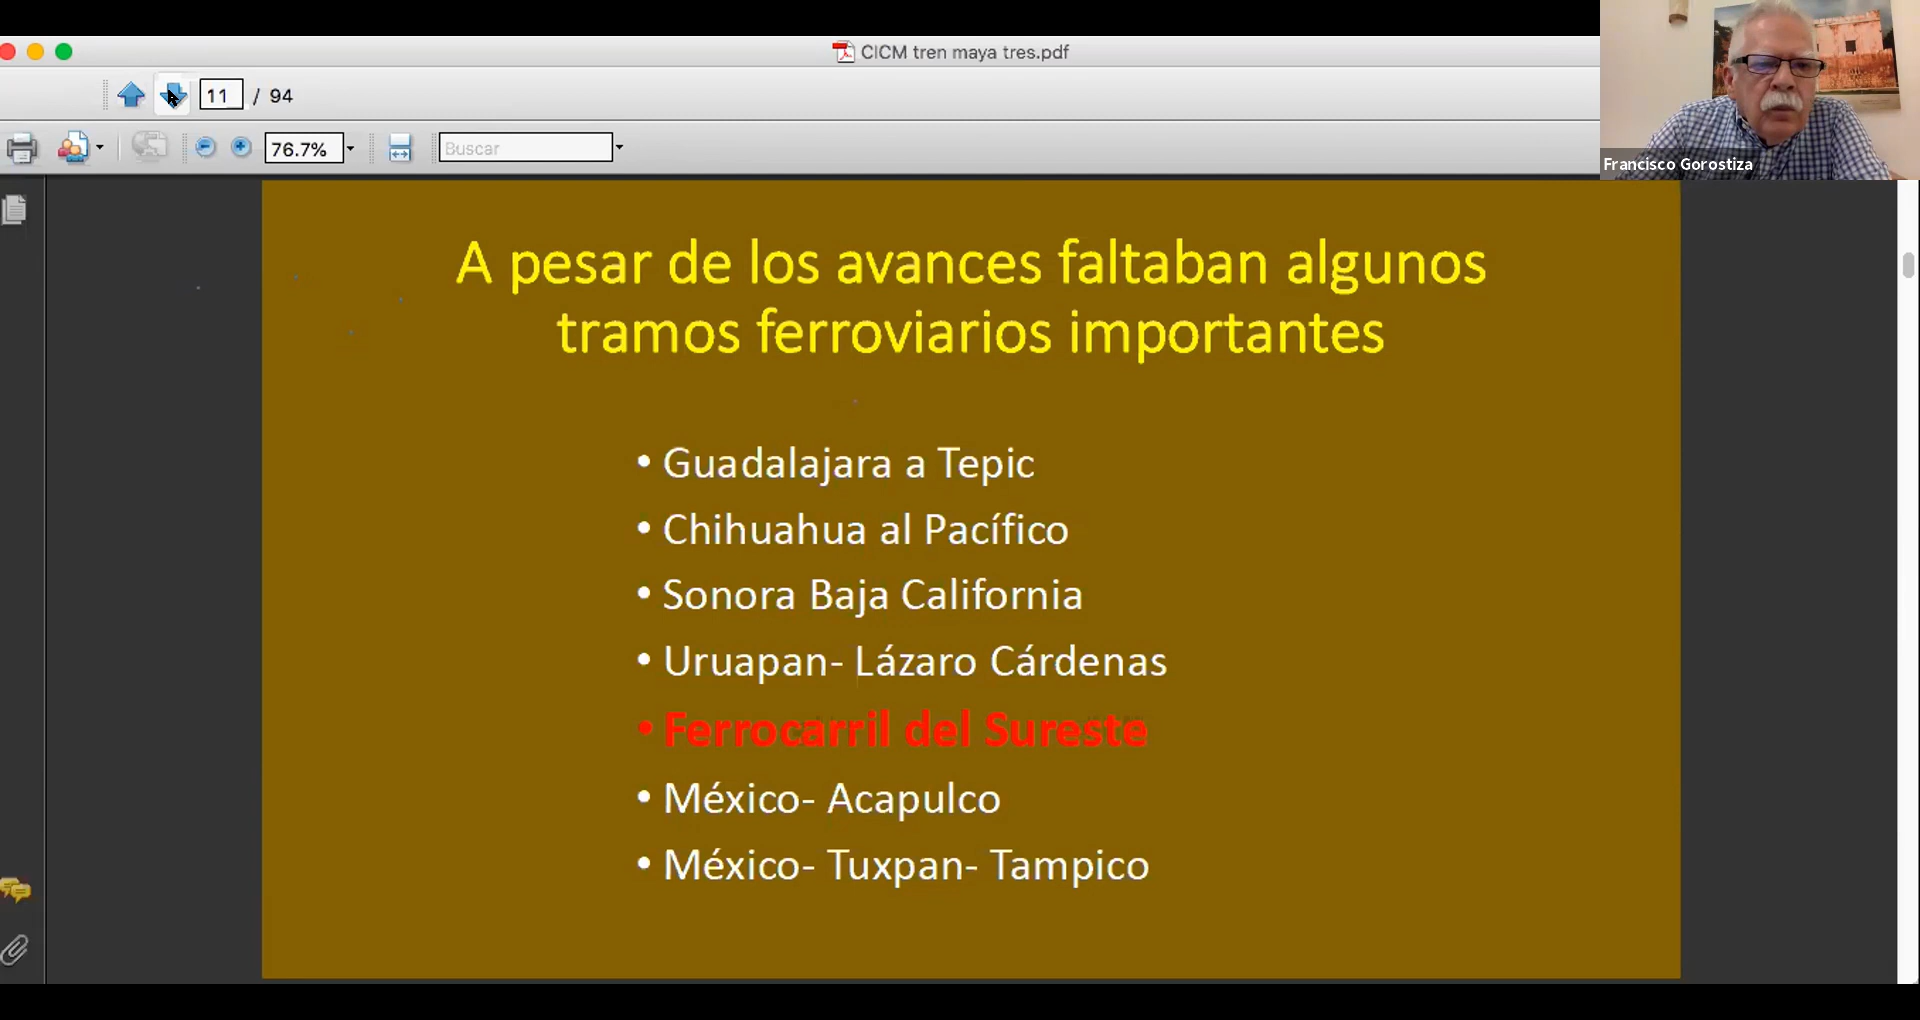 CICM tren maya tres.pdf
11 / 94
76.7%
Buscar
Francisco Gorostiza
A pesar de los avances faltaban algunos
tramos ferroviarios importantes
• Guadalajara a Tepic
• Chihuahua al Pacífico
• Sonora Baja California
• Uruapan- Lázaro Cárdenas
• Ferrocarril del Sureste
• México- Acapulco
• México- Tuxpan- Tampico